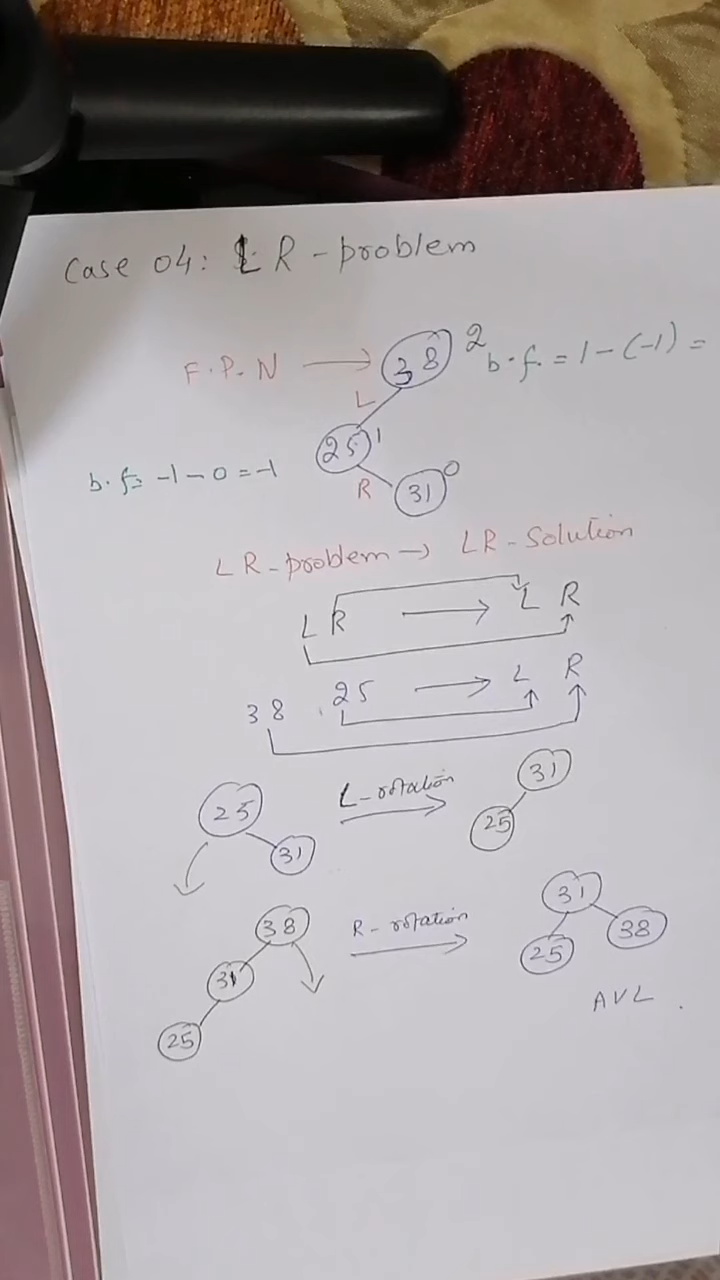 Case 04: LR-problem
F.P.N → 38 2 b.f. = 1-(-1) =
L
b.f= -1-0=-1 25 1
R 31 0
LR-problem → LR-Solution
L R → L R
38 25 → L R
25 L-rotation 31
31 25
38 R-rotation 31
31 25 38
25 AVL